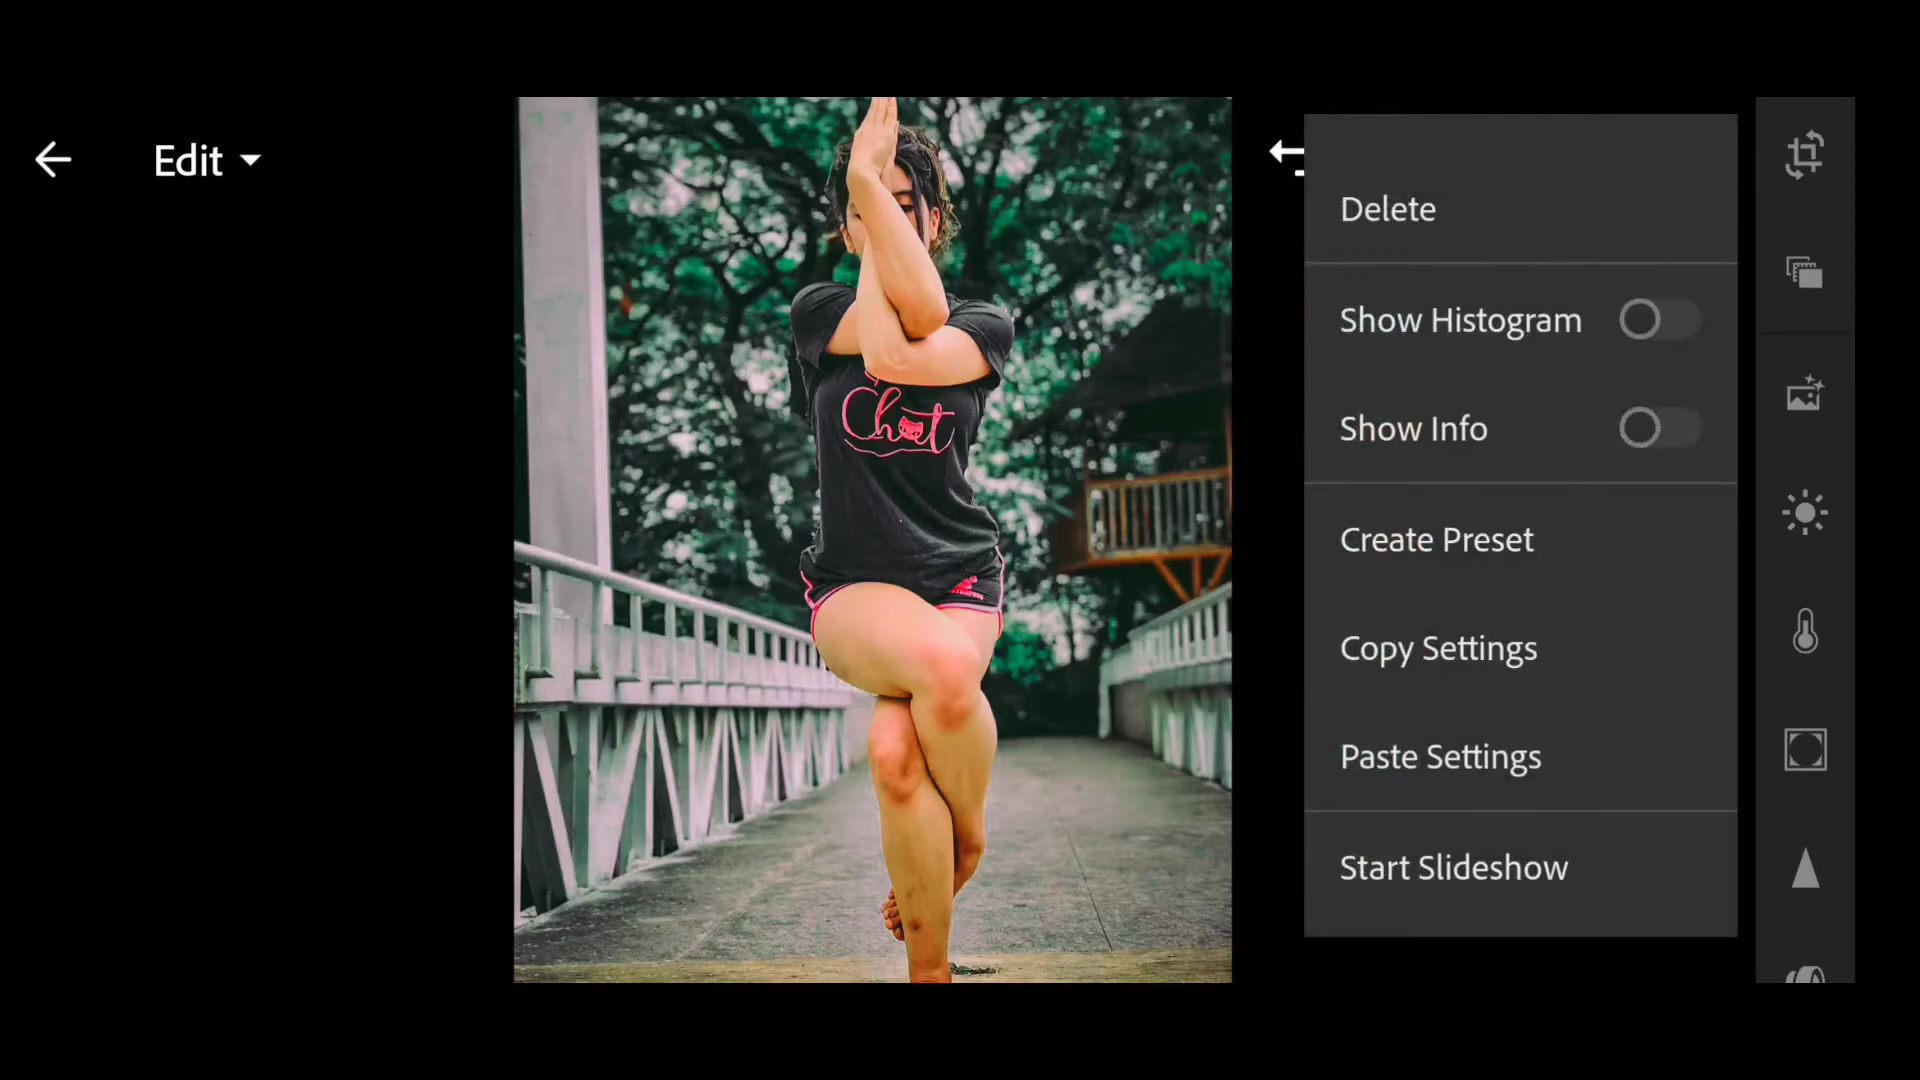 Edit
Delete
Show Histogram
Show Info
Create Preset
Copy Settings
Paste Settings
Start Slideshow
Chat